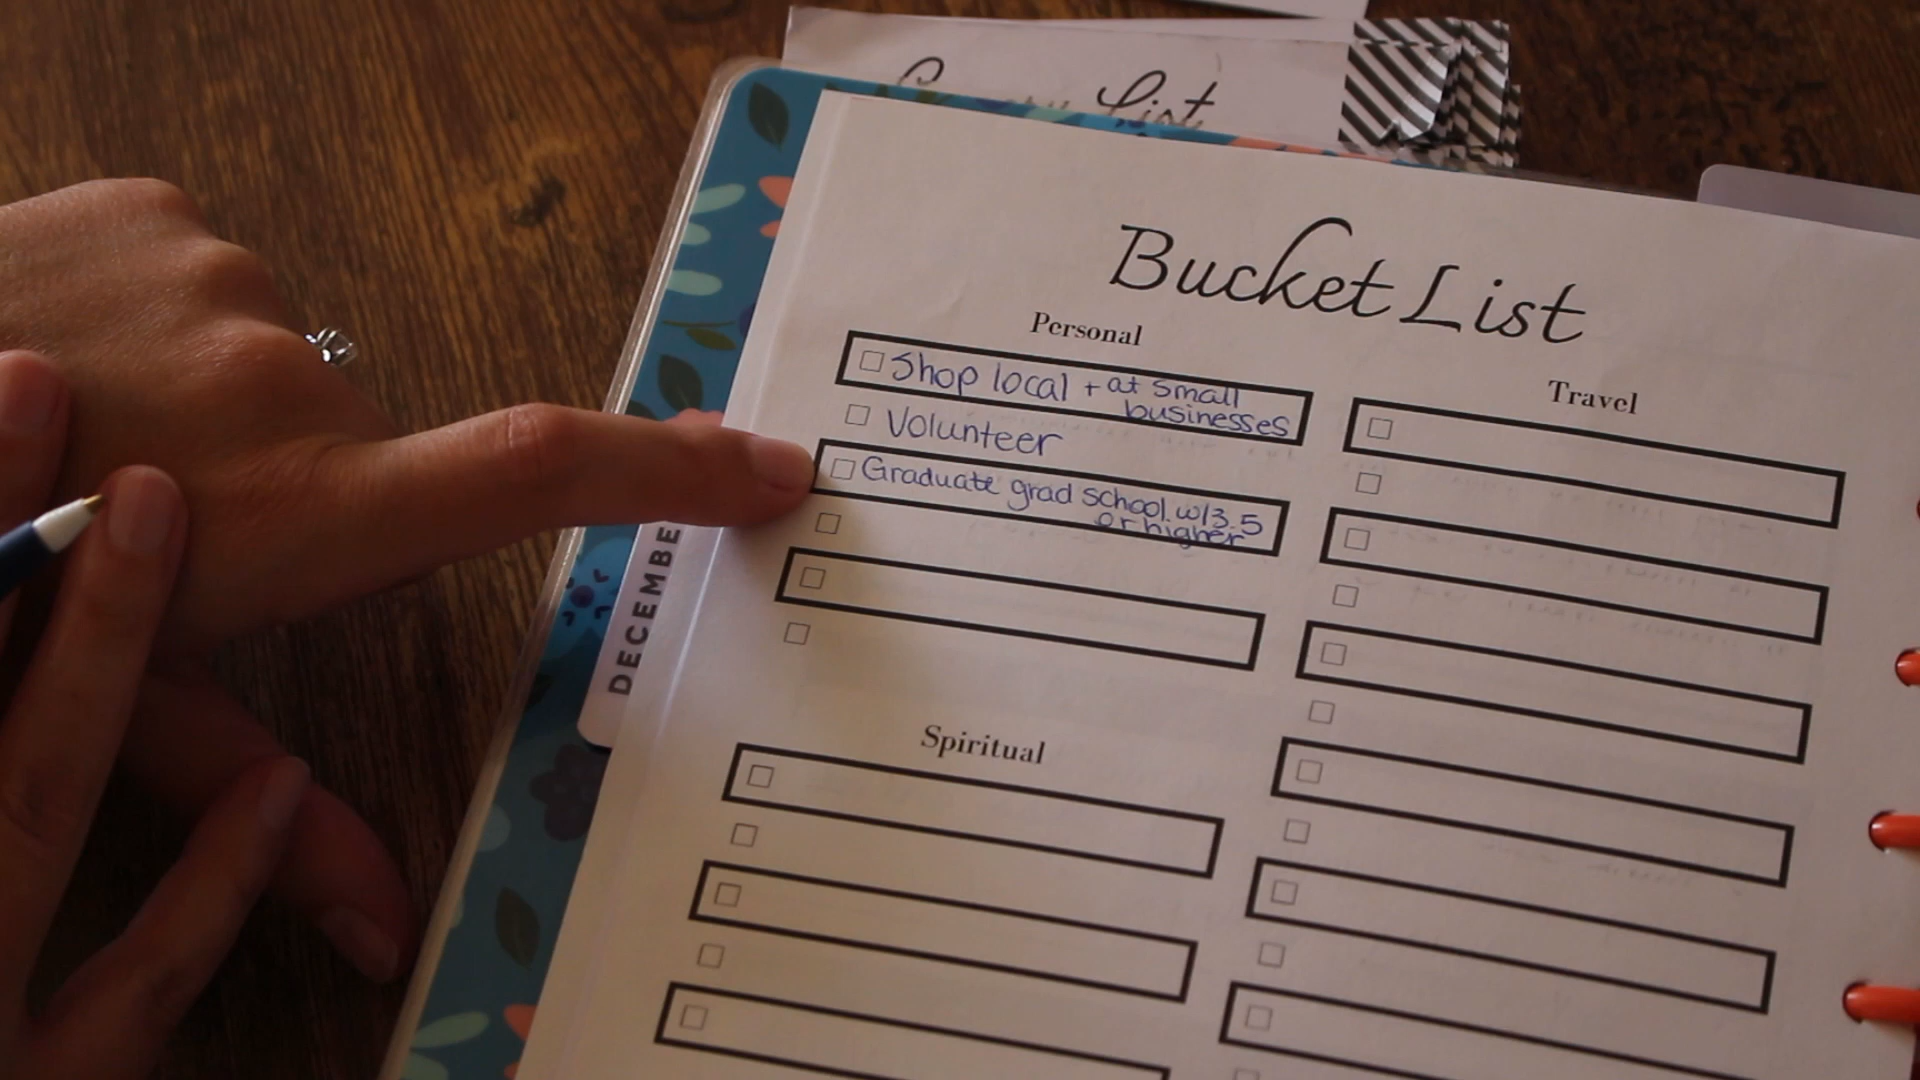 List
Bucket List
Personal
Shop local + at small
businesses
Volunteer
Graduate grad school w/3.5
or higher
Travel
DECEMBE
Spiritual